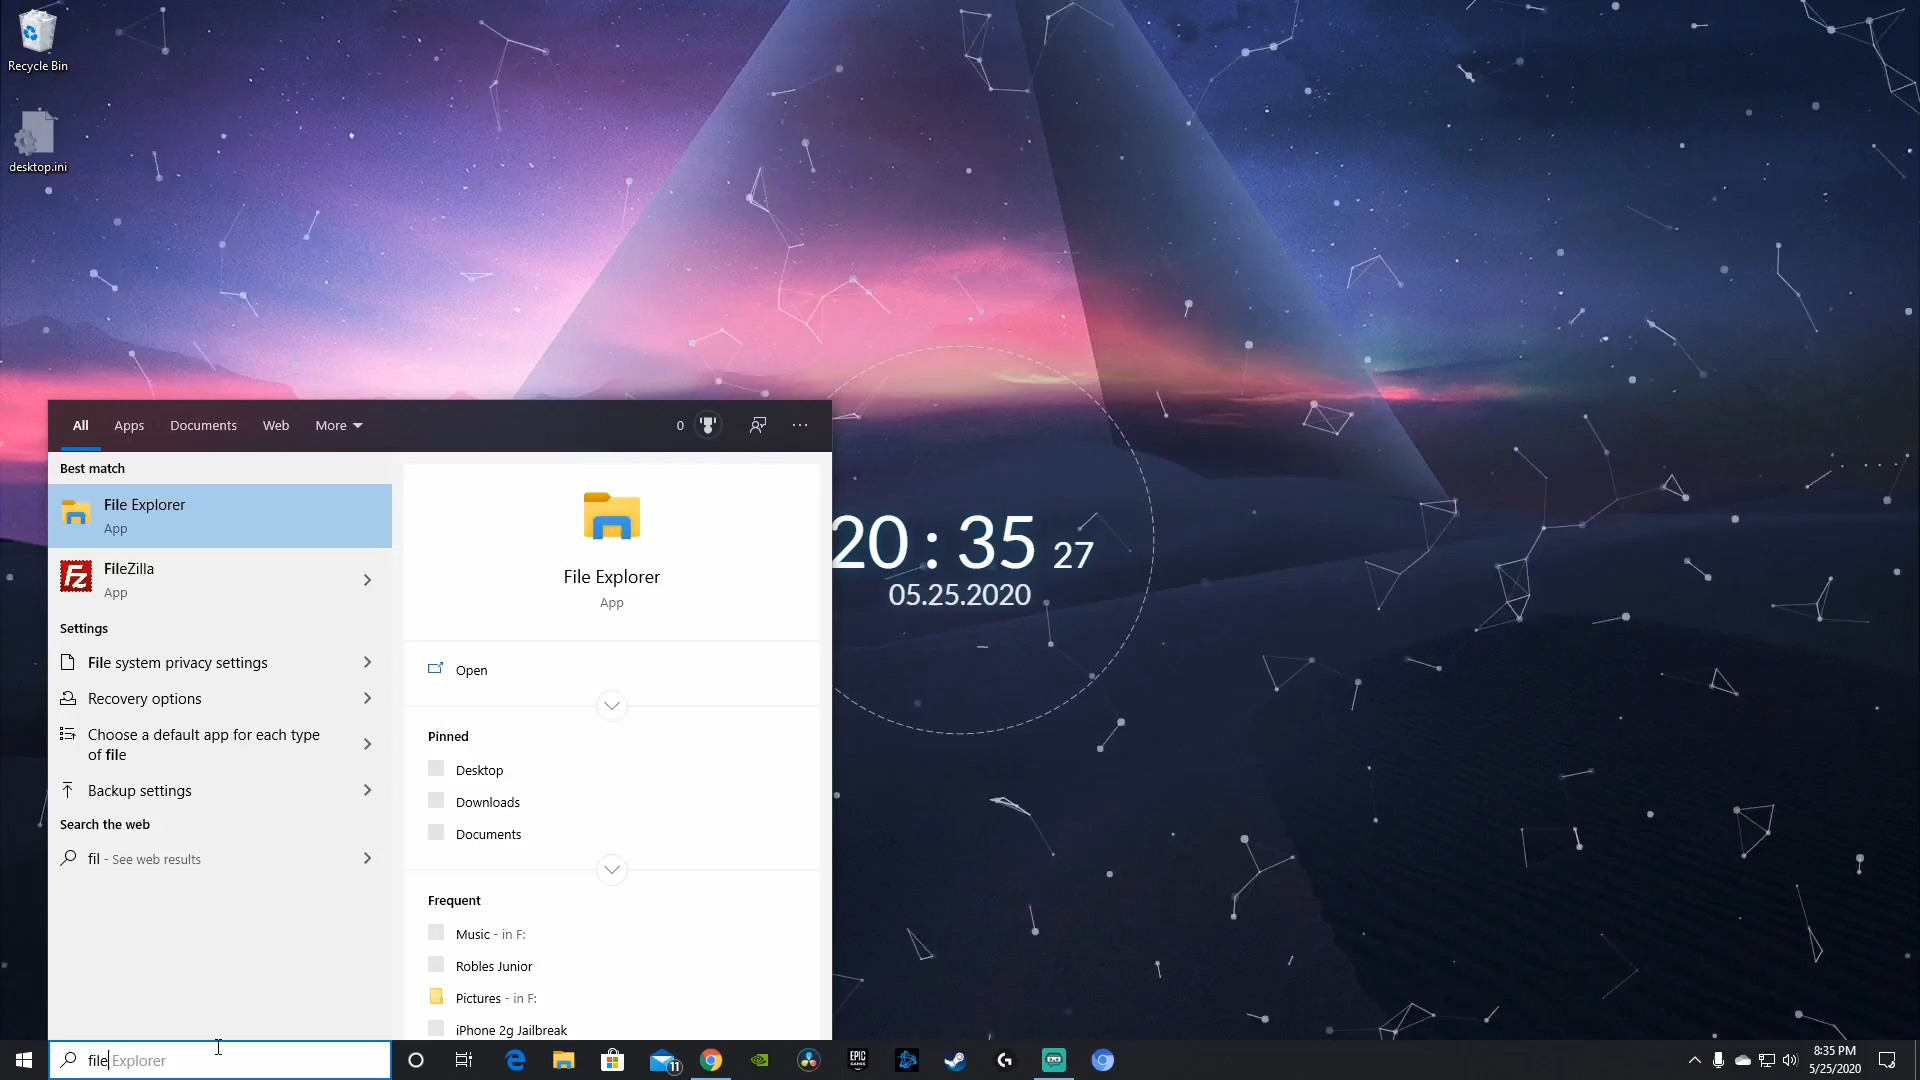 Recycle Bin
desktop.ini
All
Apps
Documents
Web
More
0
Best match
File Explorer
App
FileZilla
App
Settings
File system privacy settings
Recovery options
Choose a default app for each type
of file
Backup settings
Search the web
fil - See web results
File Explorer
App
Open
Pinned
Desktop
Downloads
Documents
Frequent
Music - in F:
Robles Junior
Pictures - in F:
iPhone 2g Jailbreak
20 : 35 27
05.25.2020
file Explorer
11
EPIC
GAMES
8:35 PM
5/25/2020